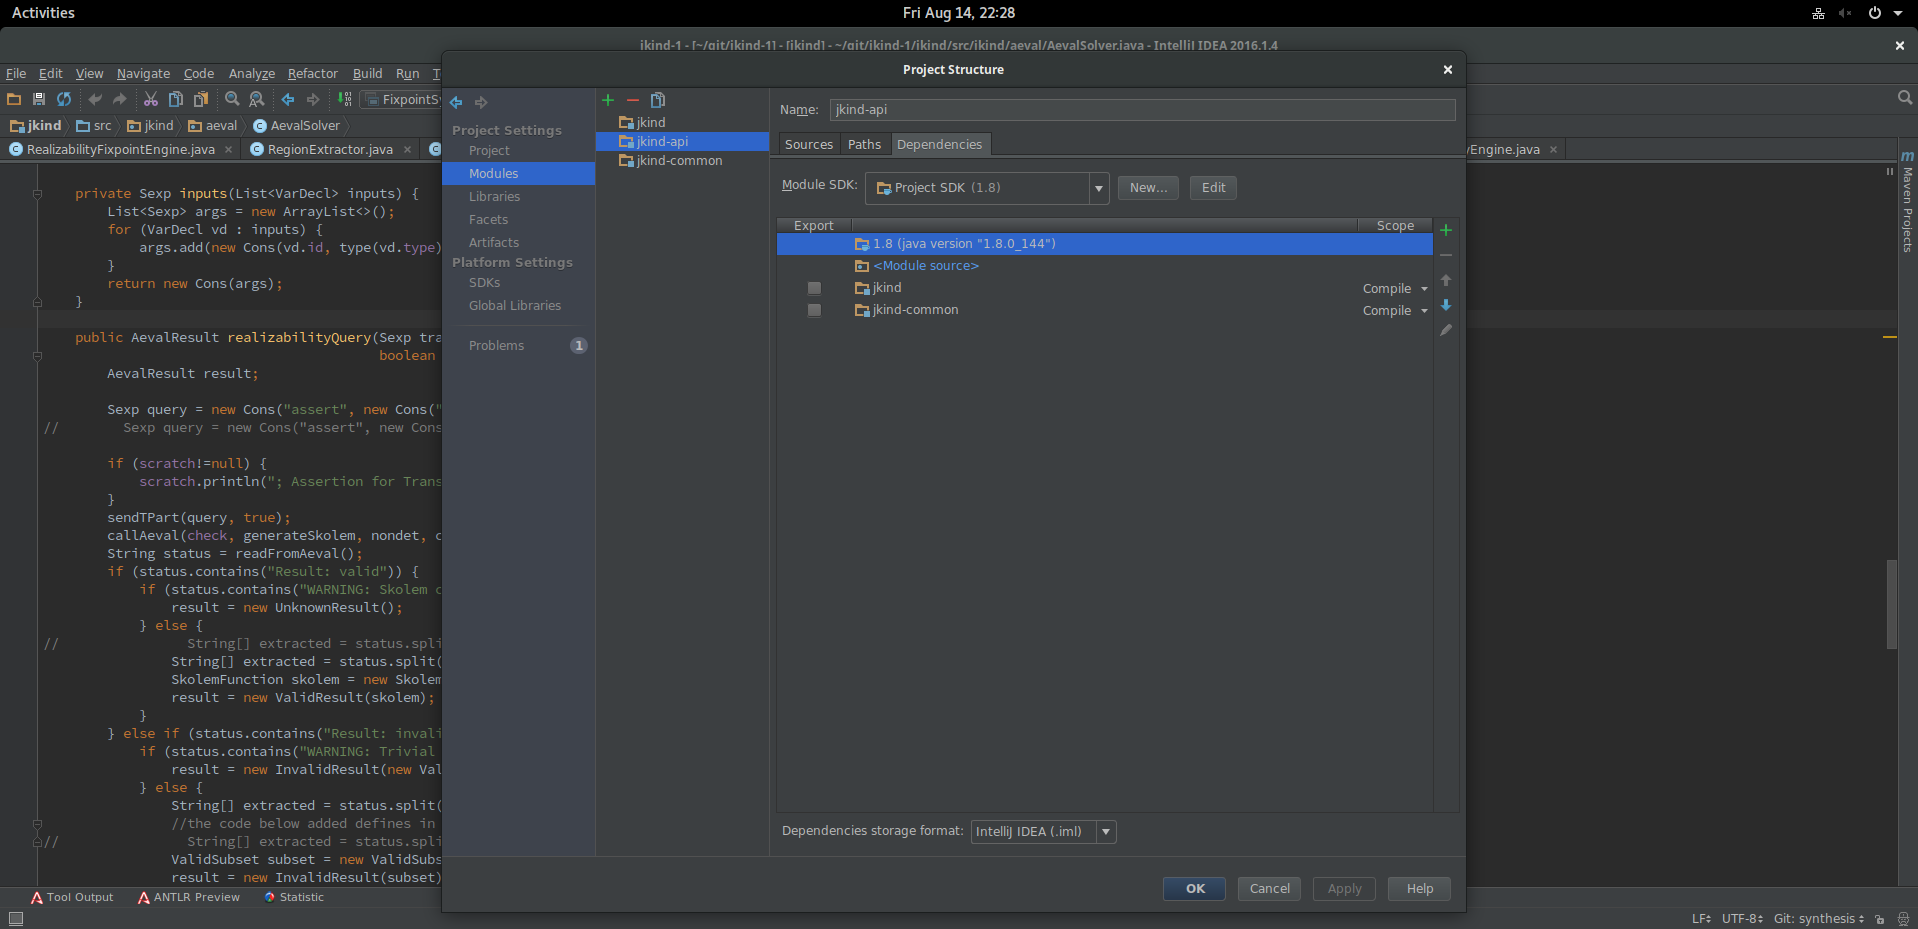 Activities
Fri Aug 14, 22:28
jkind-1 - [~/git/jkind-1] - [jkind] - ~/git/jkind-1/jkind/src/jkind/aeval/AevalSolver.java - IntelliJ IDEA 2016.1.4
File Edit View Navigate Code Analyze Refactor Build Run T
FixpointSy
jkind src jkind aeval AevalSolver
RealizabilityFixpointEngine.java RegionExtractor.java
yEngine.java
private Sexp inputs(List<VarDecl> inputs) {
List<Sexp> args = new ArrayList<>();
for (VarDecl vd : inputs) {
args.add(new Cons(vd.id, type(vd.type)
}
return new Cons(args);
}
public AevalResult realizabilityQuery(Sexp tra
boolean
AevalResult result;
Sexp query = new Cons("assert", new Cons("
// Sexp query = new Cons("assert", new Cons
if (scratch!=null) {
scratch.println("; Assertion for Trans
}
sendTPart(query, true);
callAeval(check, generateSkolem, nondet, c
String status = readFromAeval();
if (status.contains("Result: valid")) {
if (status.contains("WARNING: Skolem c
result = new UnknownResult();
} else {
// String[] extracted = status.spli
String[] extracted = status.split(
SkolemFunction skolem = new Skolem
result = new ValidResult(skolem);
}
} else if (status.contains("Result: invali
if (status.contains("WARNING: Trivial
result = new InvalidResult(new Val
} else {
String[] extracted = status.split(
//the code below added defines in
// String[] extracted = status.spli
ValidSubset subset = new ValidSubs
result = new InvalidResult(subset)
Project Structure
Project Settings
Project
Modules
Libraries
Facets
Artifacts
Platform Settings
SDKs
Global Libraries
Problems 1
jkind
jkind-api
jkind-common
Name: jkind-api
Sources Paths Dependencies
Module SDK: Project SDK (1.8) New... Edit
Export Scope
1.8 (java version "1.8.0_144")
<Module source>
jkind Compile
jkind-common Compile
Dependencies storage format: IntelliJ IDEA (.iml)
OK Cancel Apply Help
m Maven Projects
Tool Output ANTLR Preview Statistic
LF UTF-8 Git: synthesis